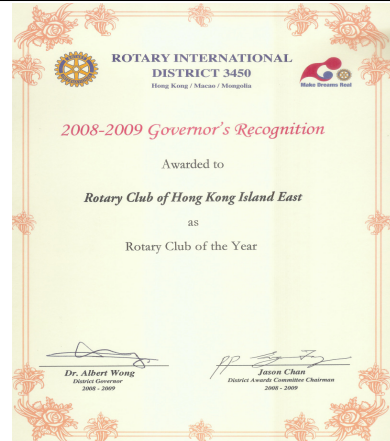 ROTARY INTERNATIONAL
DISTRICT 3450
Hong Kong / Macao / Mongolia
Make Dreams Real
2008-2009 Governor's Recognition
Awarded to
Rotary Club of Hong Kong Island East
as
Rotary Club of the Year
PP
Dr. Albert Wong
District Governor
2008 - 2009
Jason Chan
District Awards Committee Chairman
2008 - 2009